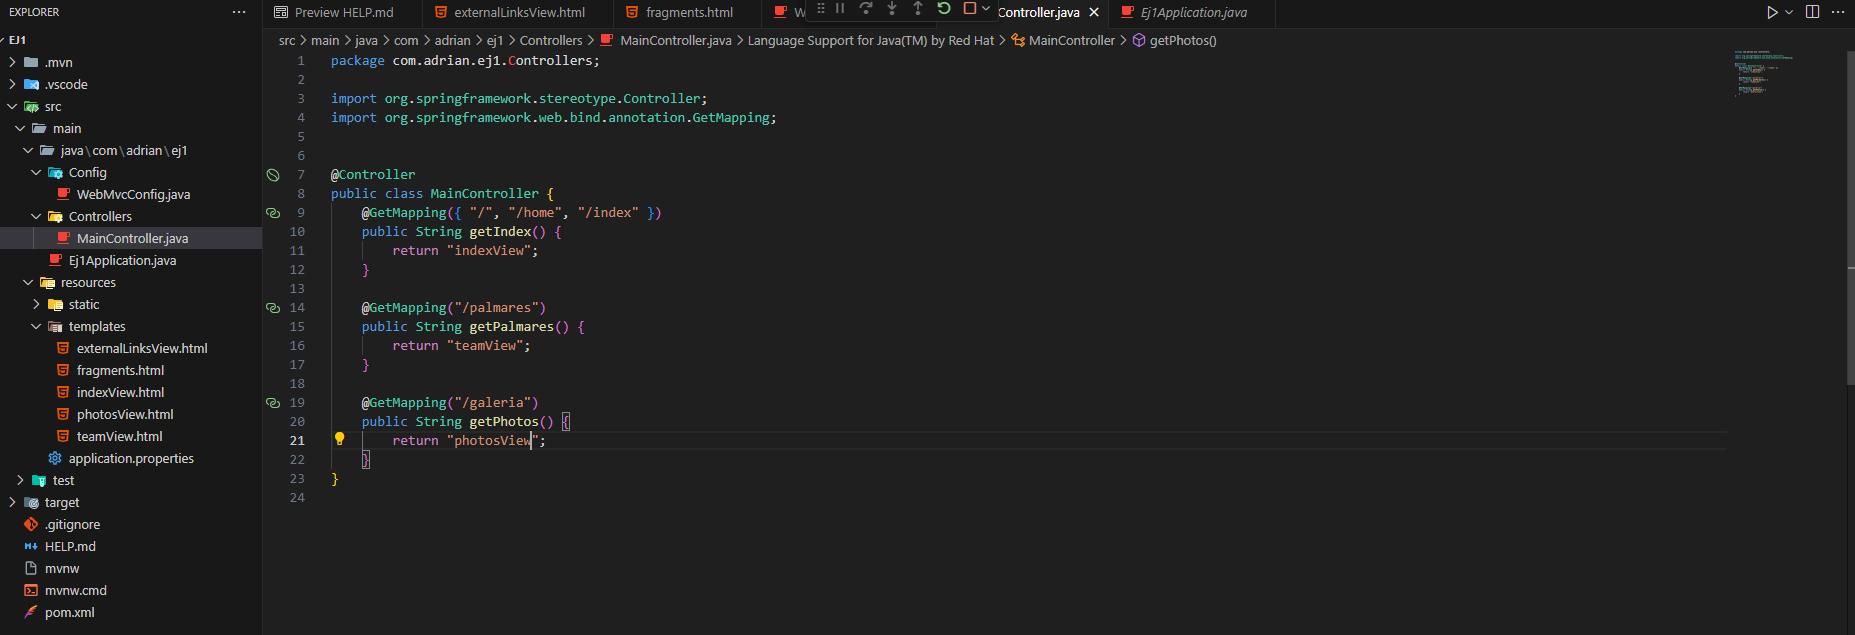 EXPLORER
EJ1
.mvn
.vscode
src
main
java\com\adrian\ej1
Config
WebMvcConfig.java
Controllers
MainController.java
Ej1Application.java
resources
static
templates
externalLinksView.html
fragments.html
indexView.html
photosView.html
teamView.html
application.properties
test
target
.gitignore
HELP.md
mvnw
mvnw.cmd
pom.xml
Preview HELP.md
externalLinksView.html
fragments.html
W
Controller.java
Ej1Application.java
src > main > java > com > adrian > ej1 > Controllers > MainController.java > Language Support for Java(TM) by Red Hat > MainController > getPhotos()
1 package com.adrian.ej1.Controllers;
2
3 import org.springframework.stereotype.Controller;
4 import org.springframework.web.bind.annotation.GetMapping;
5
6
7 @Controller
8 public class MainController {
9 @GetMapping({ "/", "/home", "/index" })
10 public String getIndex() {
11 return "indexView";
12 }
13
14 @GetMapping("/palmares")
15 public String getPalmares() {
16 return "teamView";
17 }
18
19 @GetMapping("/galeria")
20 public String getPhotos() {
21 return "photosView";
22 }
23 }
24